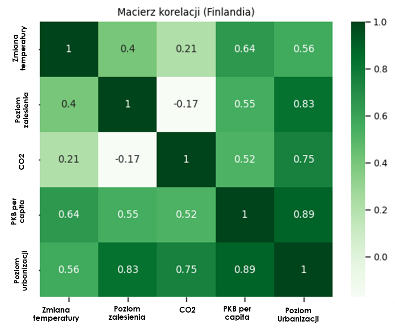 Macierz korelacji (Finlandia)
Zmiana
temperatury
1 0.4 0.21 0.64 0.56
Poziom
zalesienia
0.4 1 -0.17 0.55 0.83
CO2
0.21 -0.17 1 0.52 0.75
PKB per
capita
0.64 0.55 0.52 1 0.89
Poziom
urbanizacji
0.56 0.83 0.75 0.89 1
Zmiana
temperatury
Poziom
zalesienia
CO2
PKB per
capita
Poziom
Urbanizacji
1.0
0.8
0.6
0.4
0.2
0.0